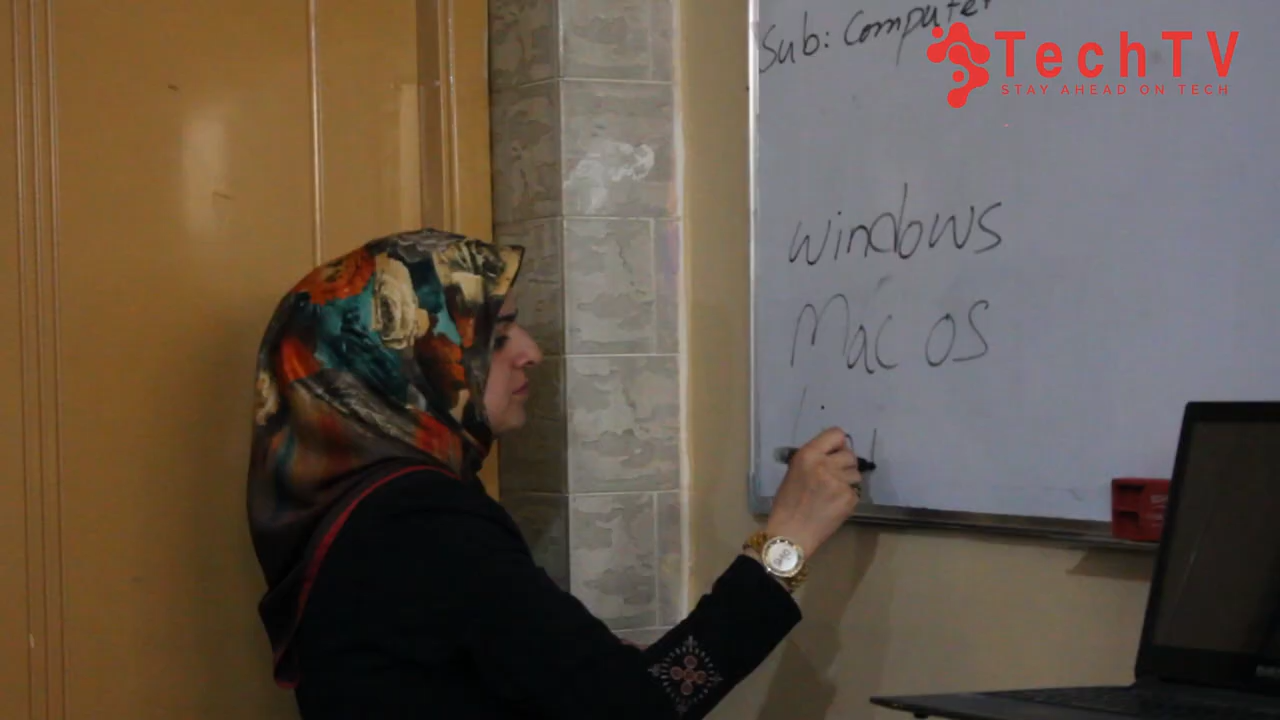 Sub: Computer
TechTV
STAY AHEAD ON TECH
windows
Mac OS